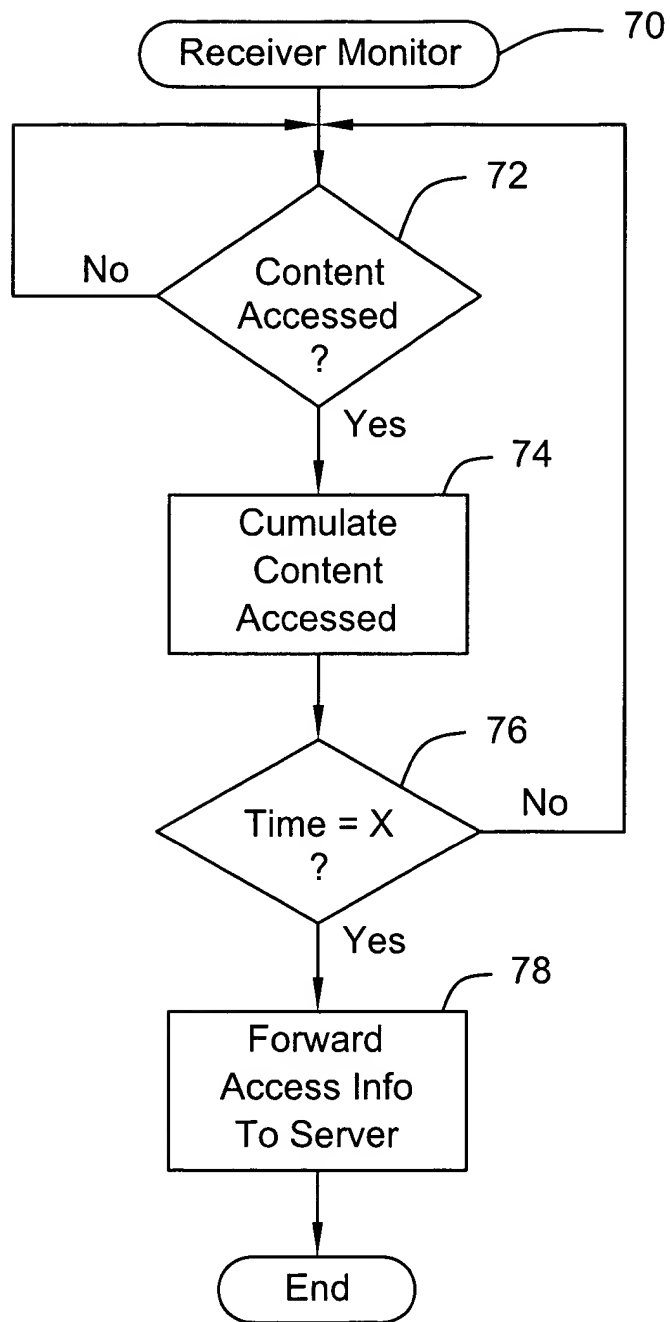 Receiver Monitor
70
72
Content
Accessed
?
No
Yes
74
Cumulate
Content
Accessed
76
Time = X
?
No
Yes
78
Forward
Access Info
To Server
End